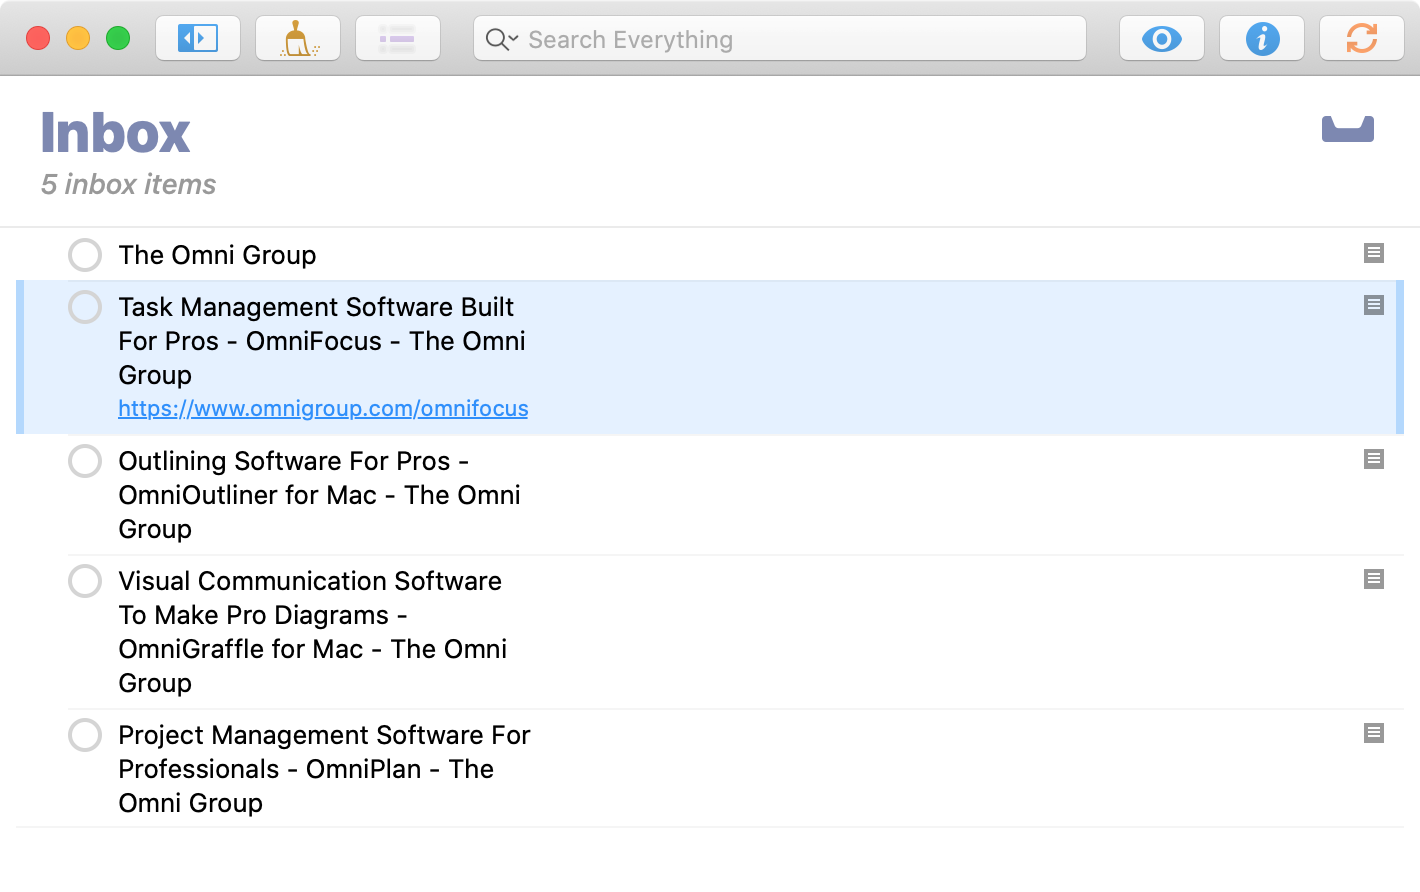 Search Everything
Inbox
5 inbox items
The Omni Group
Task Management Software Built
For Pros - OmniFocus - The Omni
Group
https://www.omnigroup.com/omnifocus
Outlining Software For Pros -
OmniOutliner for Mac - The Omni
Group
Visual Communication Software
To Make Pro Diagrams -
OmniGraffle for Mac - The Omni
Group
Project Management Software For
Professionals - OmniPlan - The
Omni Group